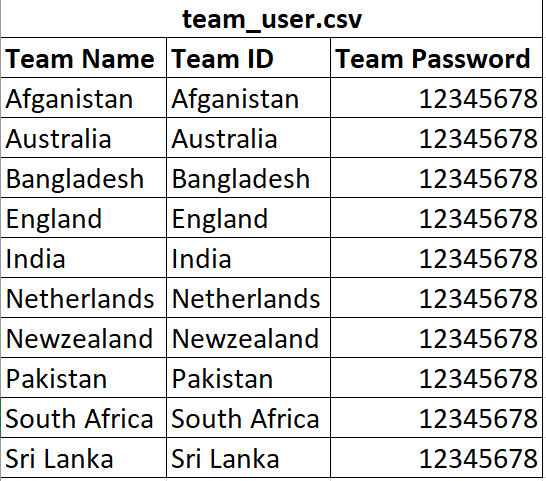 team_user.csv
Team Name Team ID Team Password
Afganistan Afganistan 12345678
Australia Australia 12345678
Bangladesh Bangladesh 12345678
England England 12345678
India India 12345678
Netherlands Netherlands 12345678
Newzealand Newzealand 12345678
Pakistan Pakistan 12345678
South Africa South Africa 12345678
Sri Lanka Sri Lanka 12345678